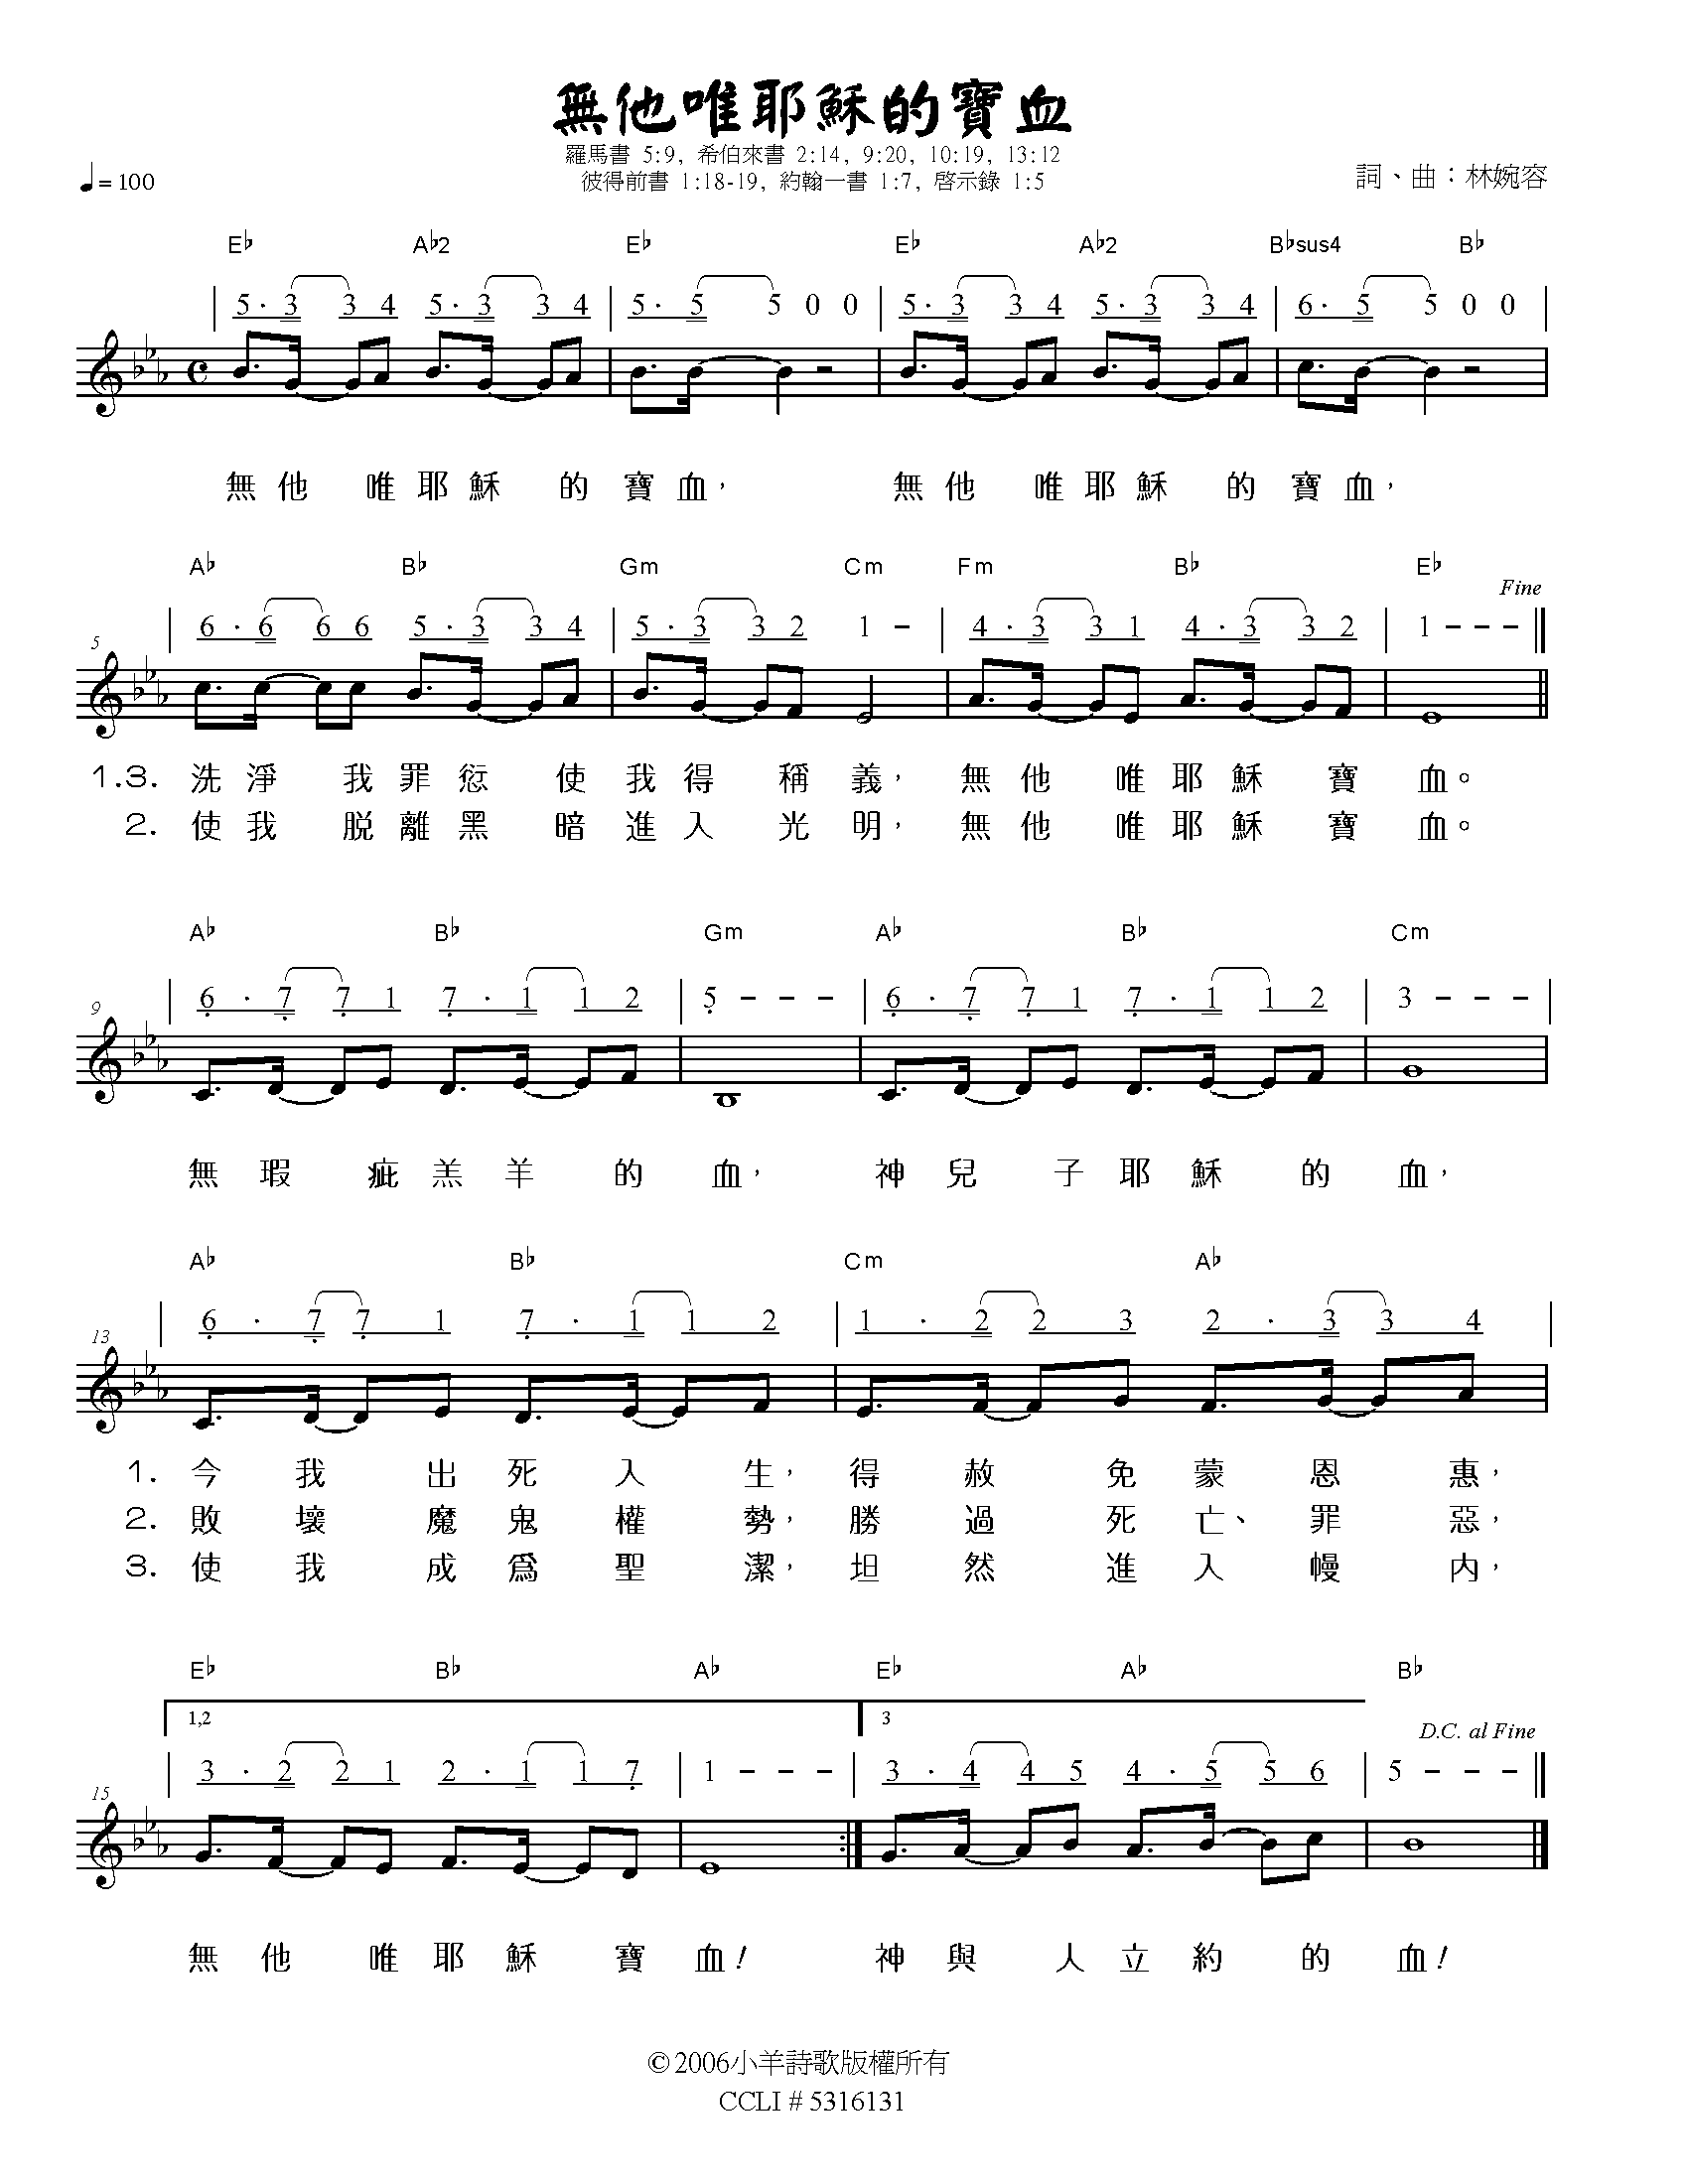 無他唯耶穌的寶血
羅馬書 5:9, 希伯來書 2:14, 9:20, 10:19, 13:12
♩=100
彼得前書 1:18-19, 約翰一書 1:7, 啓示錄 1:5
詞、曲：林婉容
E♭ A♭2 E♭ E♭ A♭2 B♭sus4 B♭
| 5· 3 3 4 5· 3 3 4 | 5· 5 5 0 0 | 5· 3 3 4 5· 3 3 4 | 6· 5 5 0 0 |
無他 唯耶穌 的 寶血， 無他 唯耶穌 的 寶血，
A♭ B♭ Gm Cm Fm B♭ E♭
Fine
| 6· 6 6 6 5· 3 3 4 | 5· 3 3 2 1 - | 4· 3 3 1 4· 3 3 2 | 1 - - - ‖
5
1.3. 洗淨 我罪愆 使 我得 稱義， 無他 唯耶穌 寶 血。
2. 使我 脫離黑 暗 進入 光明， 無他 唯耶穌 寶 血。
A♭ B♭ Gm A♭ B♭ Cm
| 6· 7 7 1 7· 1 1 2 | 5 - - - | 6· 7 7 1 7· 1 1 2 | 3 - - - |
9
無瑕 疵羔羊 的 血， 神兒 子耶穌 的 血，
A♭ B♭ Cm A♭
| 6· 7 7 1 7· 1 1 2 | 1· 2 2 3 2· 3 3 4 |
13
1. 今我 出死入 生， 得赦 免蒙恩 惠，
2. 敗壞 魔鬼權 勢， 勝過 死亡、罪 惡，
3. 使我 成爲聖 潔， 坦然 進入幔 内，
E♭ B♭ A♭ E♭ A♭ B♭
1,2 3
D.C. al Fine
| 3· 2 2 1 2· 1 1 7 | 1 - - - | 3· 4 4 5 4· 5 5 6 | 5 - - - ‖
15
無他 唯耶穌 寶 血！ 神與 人立約 的 血！
©2006小羊詩歌版權所有
CCLI # 5316131